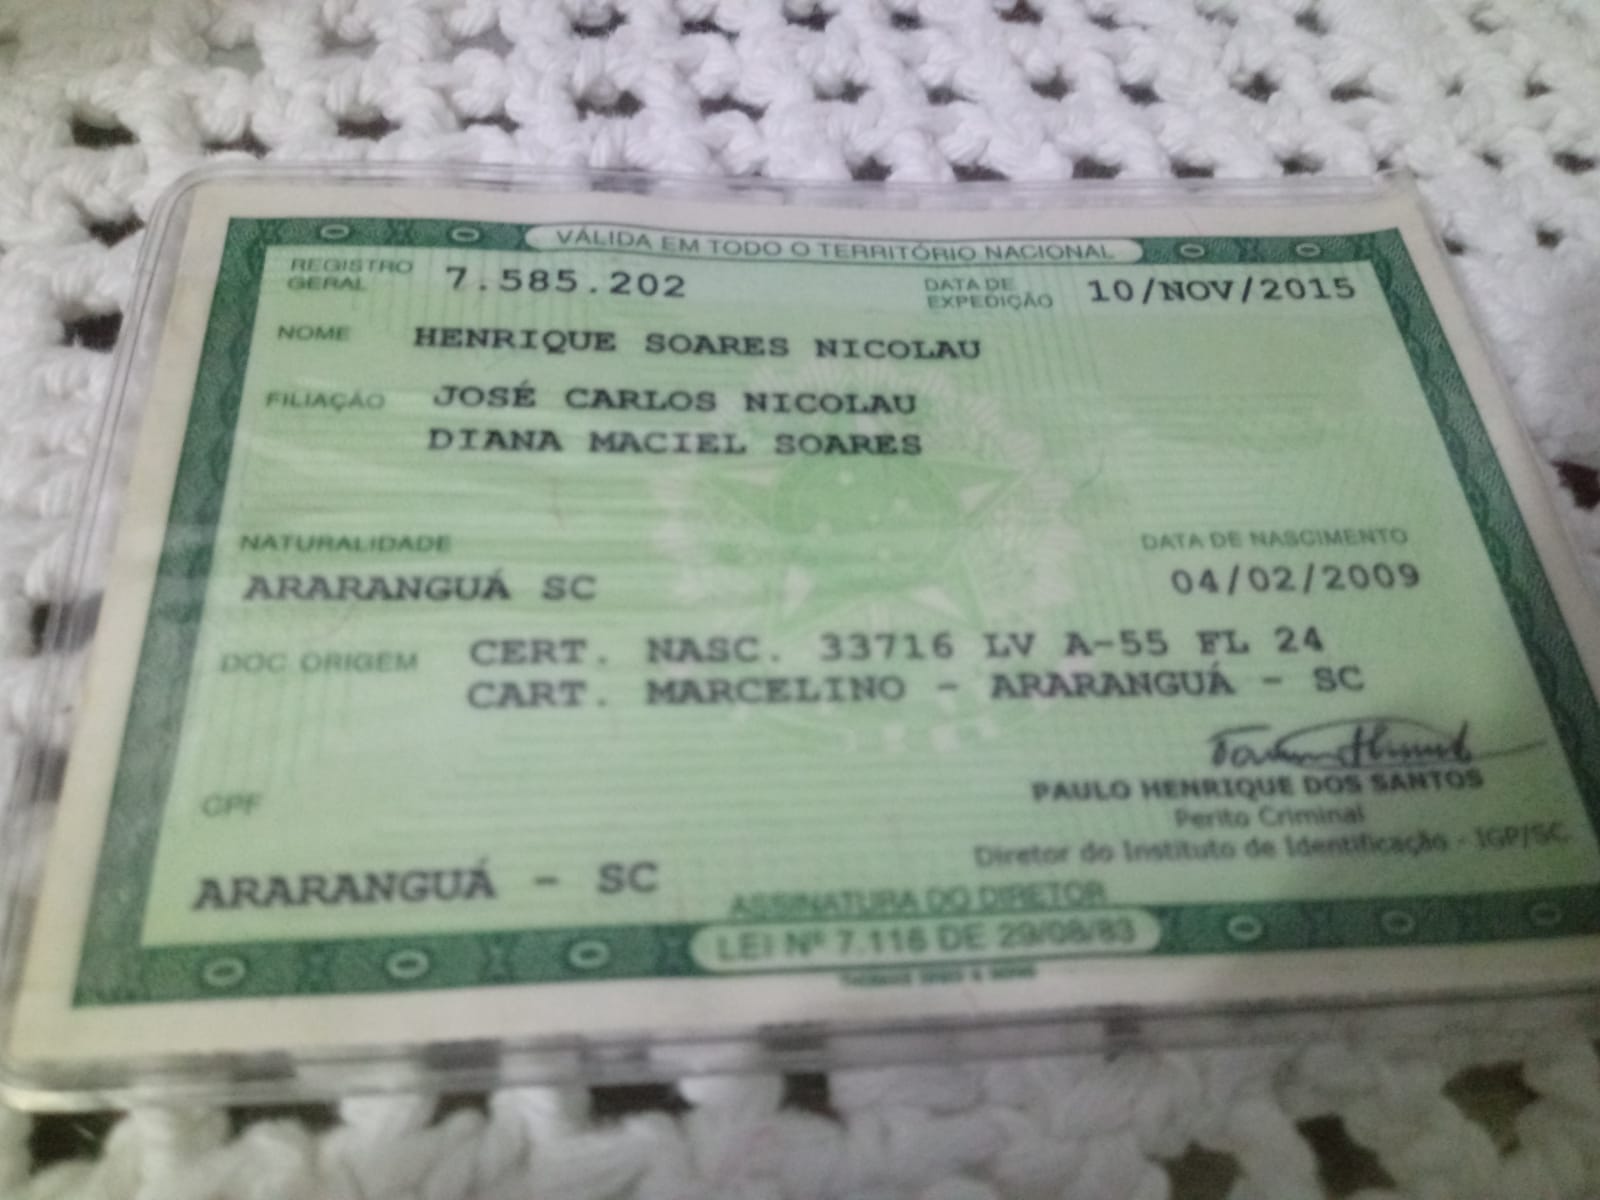 VÁLIDA EM TODO O TERRITÓRIO NACIONAL
REGISTRO GERAL 7.585.202 DATA DE EXPEDIÇÃO 10/NOV/2015
NOME HENRIQUE SOARES NICOLAU
FILIAÇÃO JOSÉ CARLOS NICOLAU
DIANA MACIEL SOARES
NATURALIDADE DATA DE NASCIMENTO
ARARANGUÁ SC 04/02/2009
DOC ORIGEM CERT. NASC. 33716 LV A-55 FL 24
CART. MARCELINO - ARARANGUÁ - SC
PAULO HENRIQUE DOS SANTOS
CPF Perito Criminal
Diretor do Instituto de Identificação - IGP/SC
ARARANGUÁ - SC
ASSINATURA DO DIRETOR
LEI Nº 7.116 DE 29/08/83